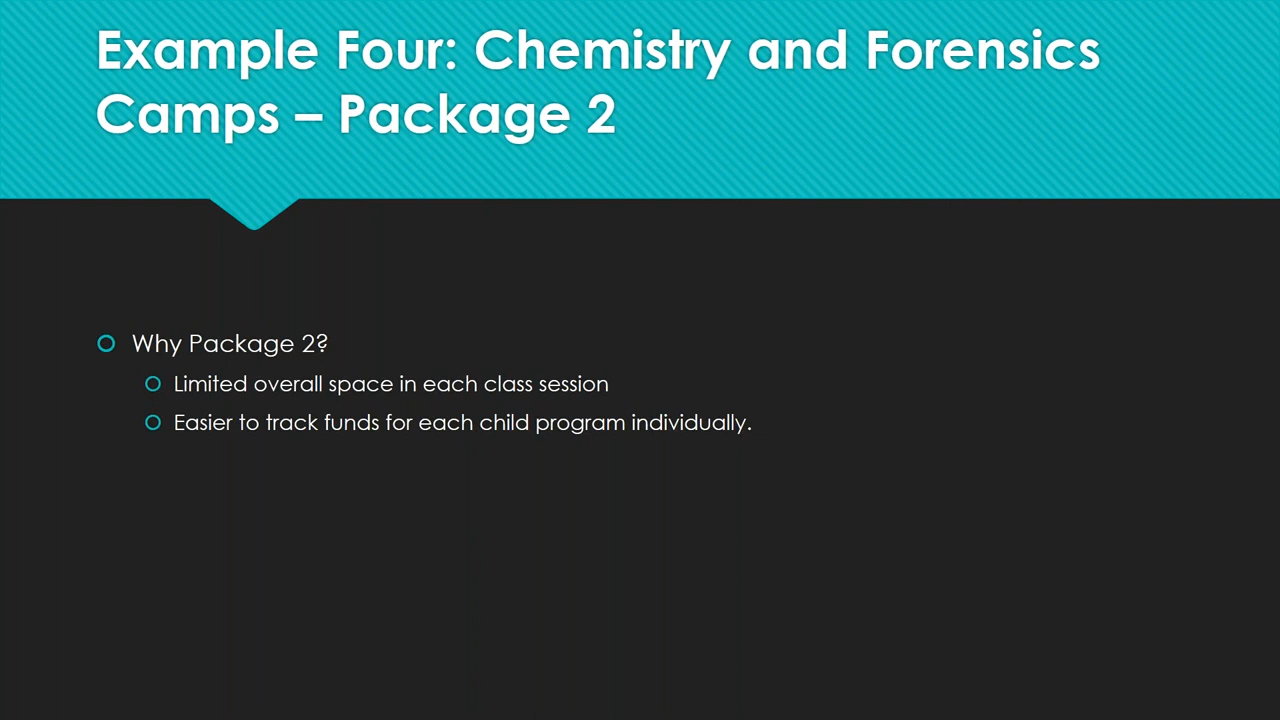 Example Four: Chemistry and Forensics
Camps – Package 2
Why Package 2?
Limited overall space in each class session
Easier to track funds for each child program individually.